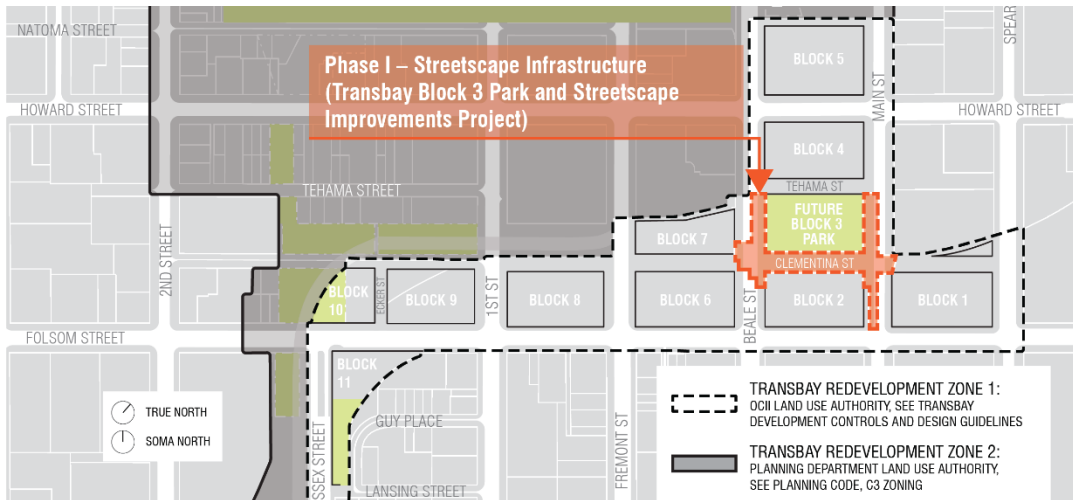 NATOMA STREET
SPEAR
Phase I – Streetscape Infrastructure
(Transbay Block 3 Park and Streetscape
Improvements Project)
BLOCK 5
MAIN ST
HOWARD STREET
HOWARD STREET
BLOCK 4
TEHAMA STREET
TEHAMA ST
FUTURE
BLOCK 3
PARK
2ND STREET
BLOCK 7
CLEMENTINA ST
BLOCK
10
ECKER ST
BLOCK 9
1ST ST
BLOCK 8
BLOCK 6
BEALE ST
BLOCK 2
BLOCK 1
FOLSOM STREET
BLOCK
11
TRUE NORTH
SOMA NORTH
GUY PLACE
ESSEX STREET
LANSING STREET
FREMONT ST
TRANSBAY REDEVELOPMENT ZONE 1:
OCII LAND USE AUTHORITY, SEE TRANSBAY
DEVELOPMENT CONTROLS AND DESIGN GUIDELINES
TRANSBAY REDEVELOPMENT ZONE 2:
PLANNING DEPARTMENT LAND USE AUTHORITY,
SEE PLANNING CODE, C3 ZONING